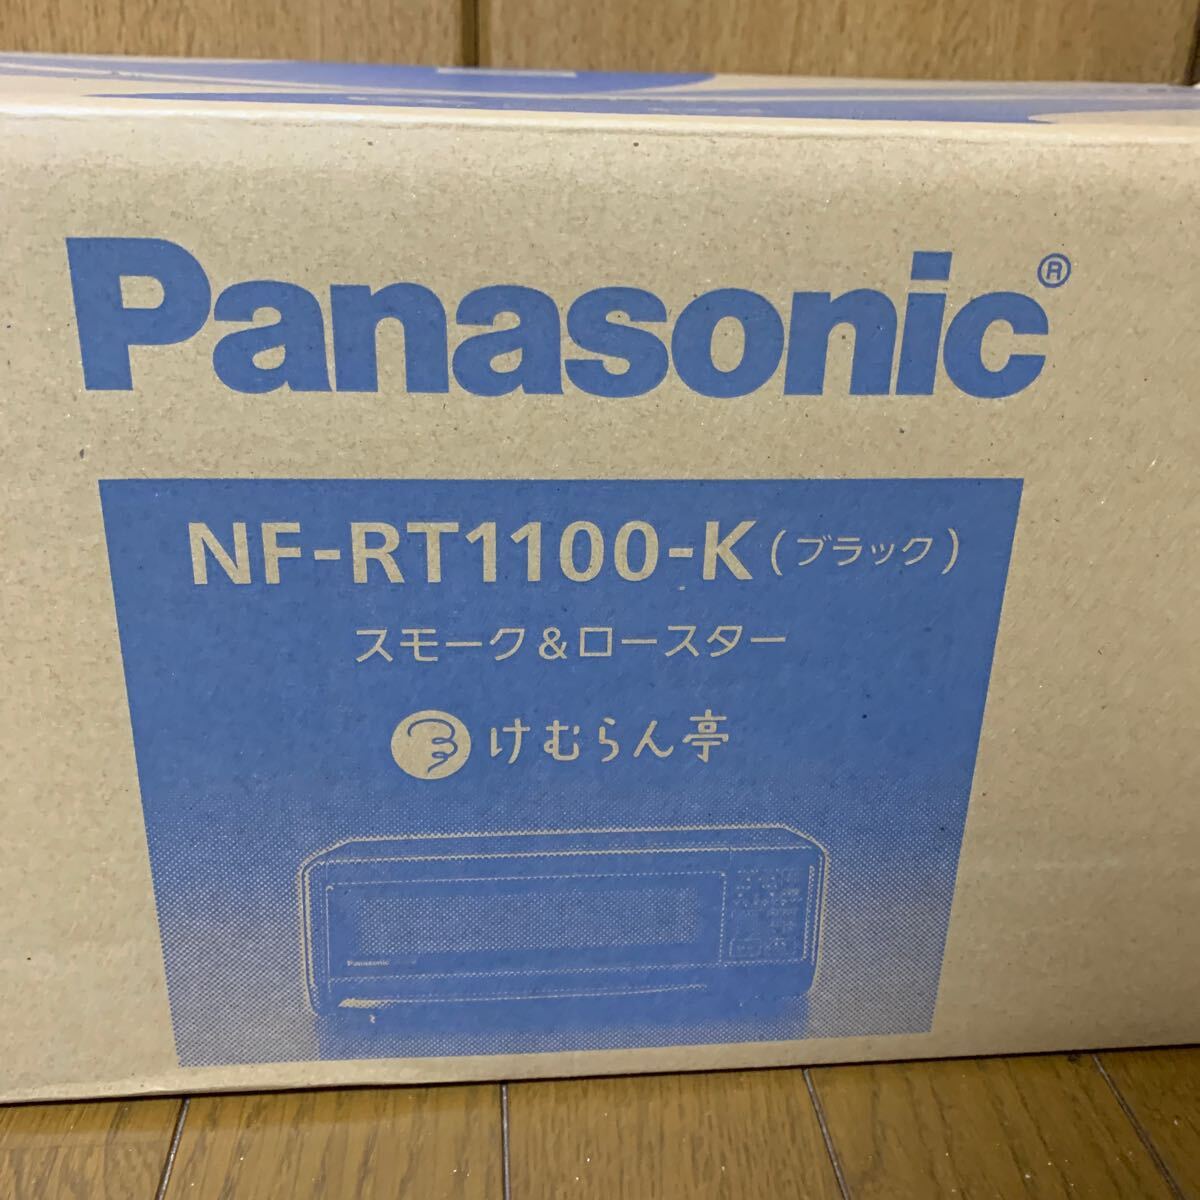 Panasonic®
NF-RT1100-K (ブラック)
スモーク&ロースター
けむらん亭
Panasonic